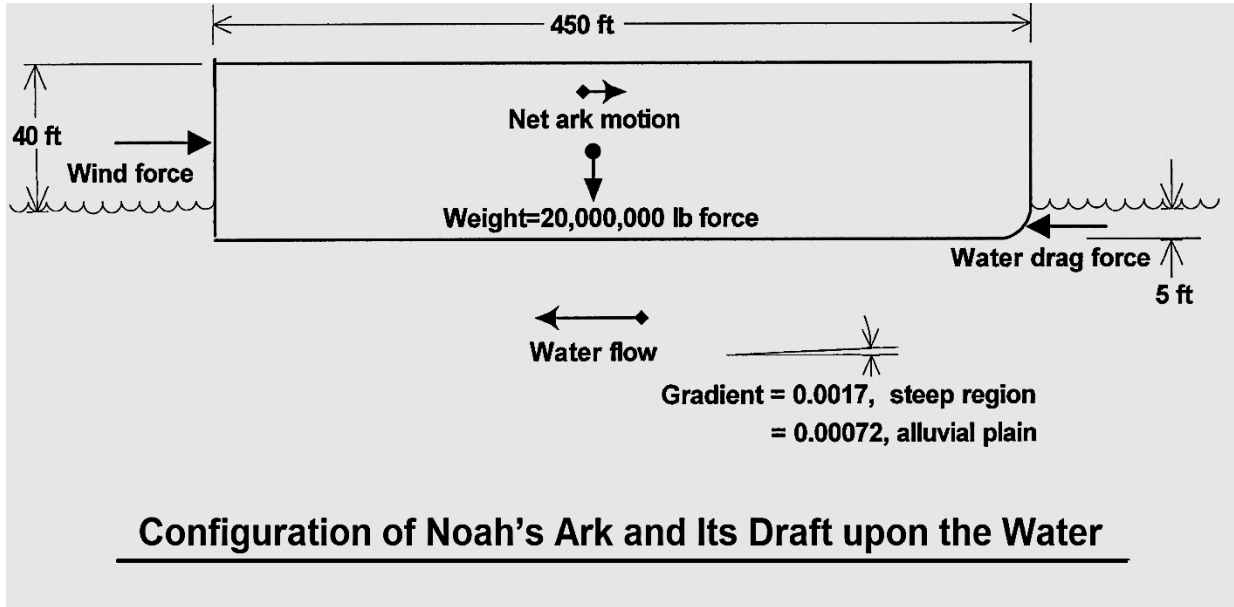 450 ft
40 ft
Net ark motion
Wind force
Weight=20,000,000 lb force
Water drag force
5 ft
Water flow
Gradient = 0.0017, steep region
= 0.00072, alluvial plain
Configuration of Noah's Ark and Its Draft upon the Water